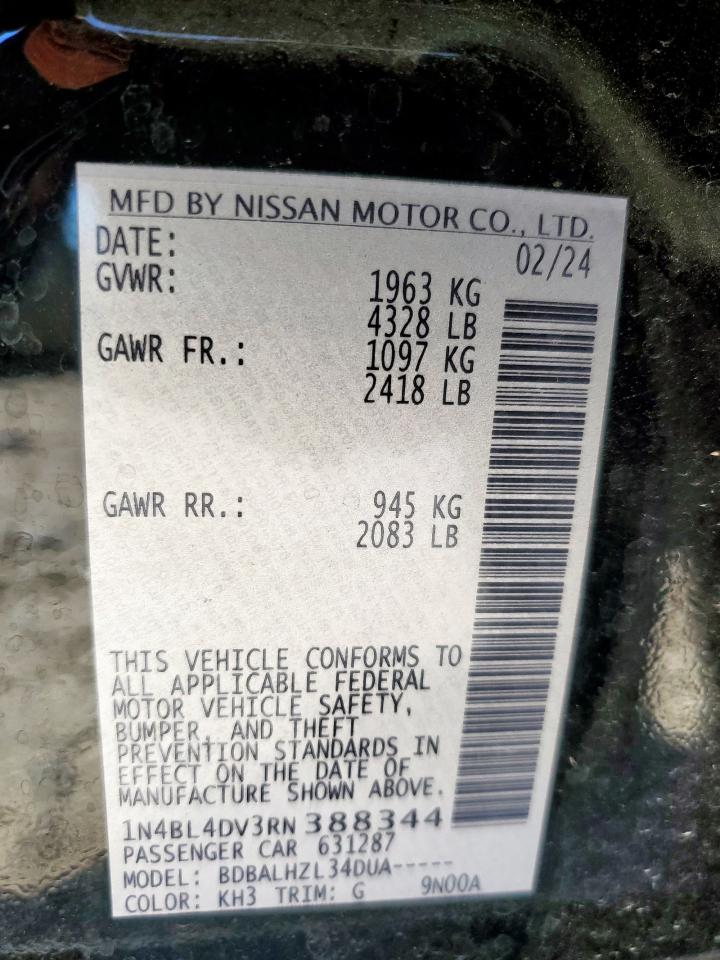 MFD BY NISSAN MOTOR CO., LTD.
DATE: 02/24
GVWR: 1963 KG
4328 LB
GAWR FR.: 1097 KG
2418 LB
GAWR RR.: 945 KG
2083 LB
THIS VEHICLE CONFORMS TO
ALL APPLICABLE FEDERAL
MOTOR VEHICLE SAFETY,
BUMPER, AND THEFT
PREVENTION STANDARDS IN
EFFECT ON THE DATE OF
MANUFACTURE SHOWN ABOVE.
1N4BL4DV3RN 388344
PASSENGER CAR 631287
MODEL: BDBALHZL34DUA-----
COLOR: KH3 TRIM: G 9N00A